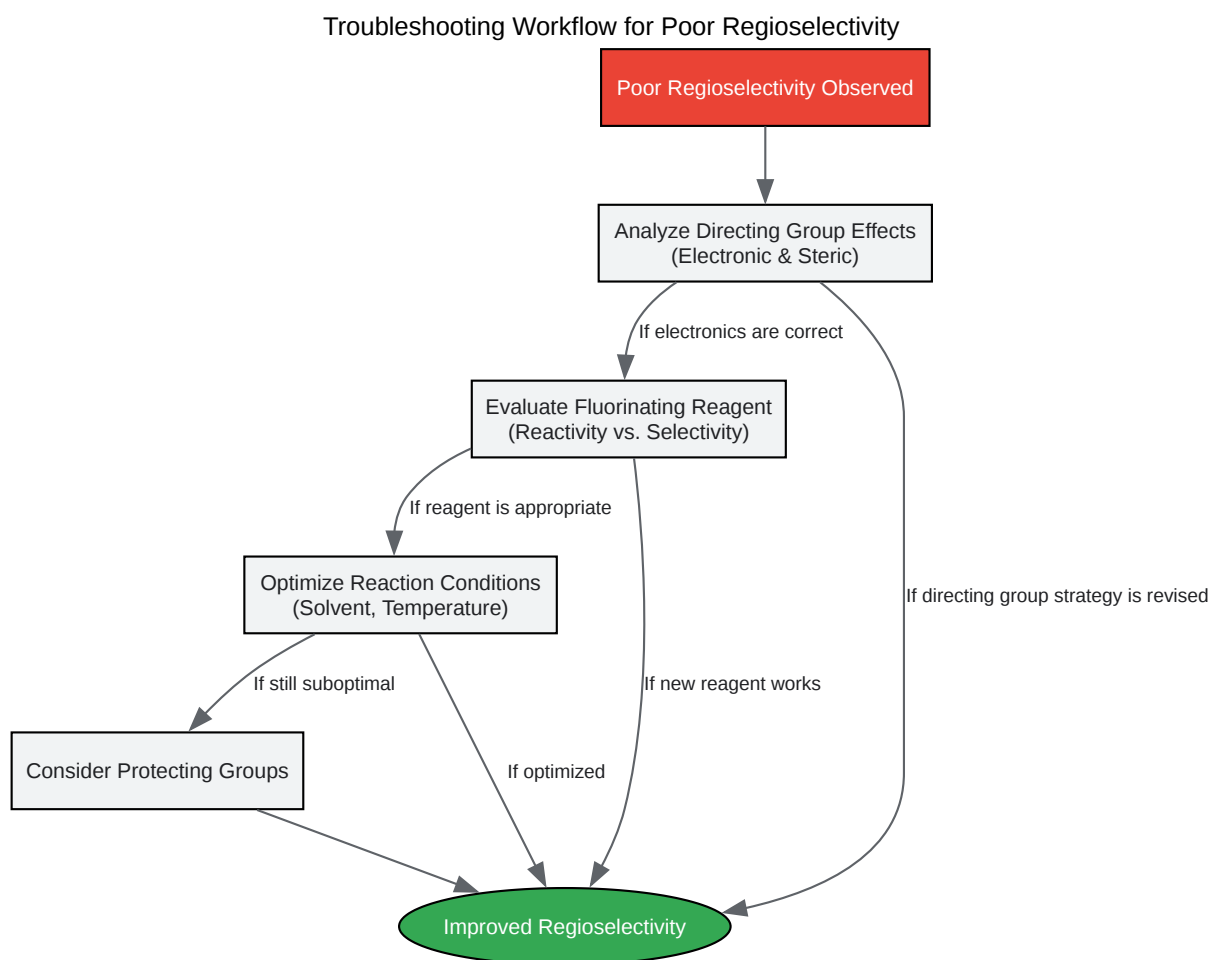 Troubleshooting Workflow for Poor Regioselectivity
Poor Regioselectivity Observed
Analyze Directing Group Effects
(Electronic & Steric)
If electronics are correct
Evaluate Fluorinating Reagent
(Reactivity vs. Selectivity)
If reagent is appropriate
Optimize Reaction Conditions
(Solvent, Temperature)
If directing group strategy is revised
If still suboptimal
If new reagent works
Consider Protecting Groups
If optimized
Improved Regioselectivity